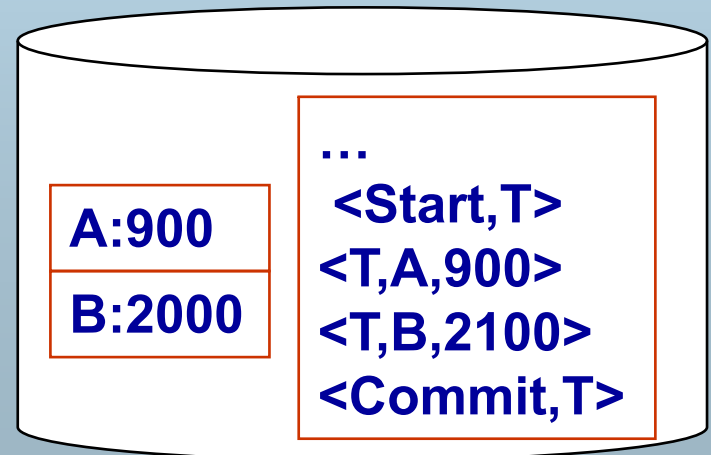 A:900
B:2000
...
<Start,T>
<T,A,900>
<T,B,2100>
<Commit,T>